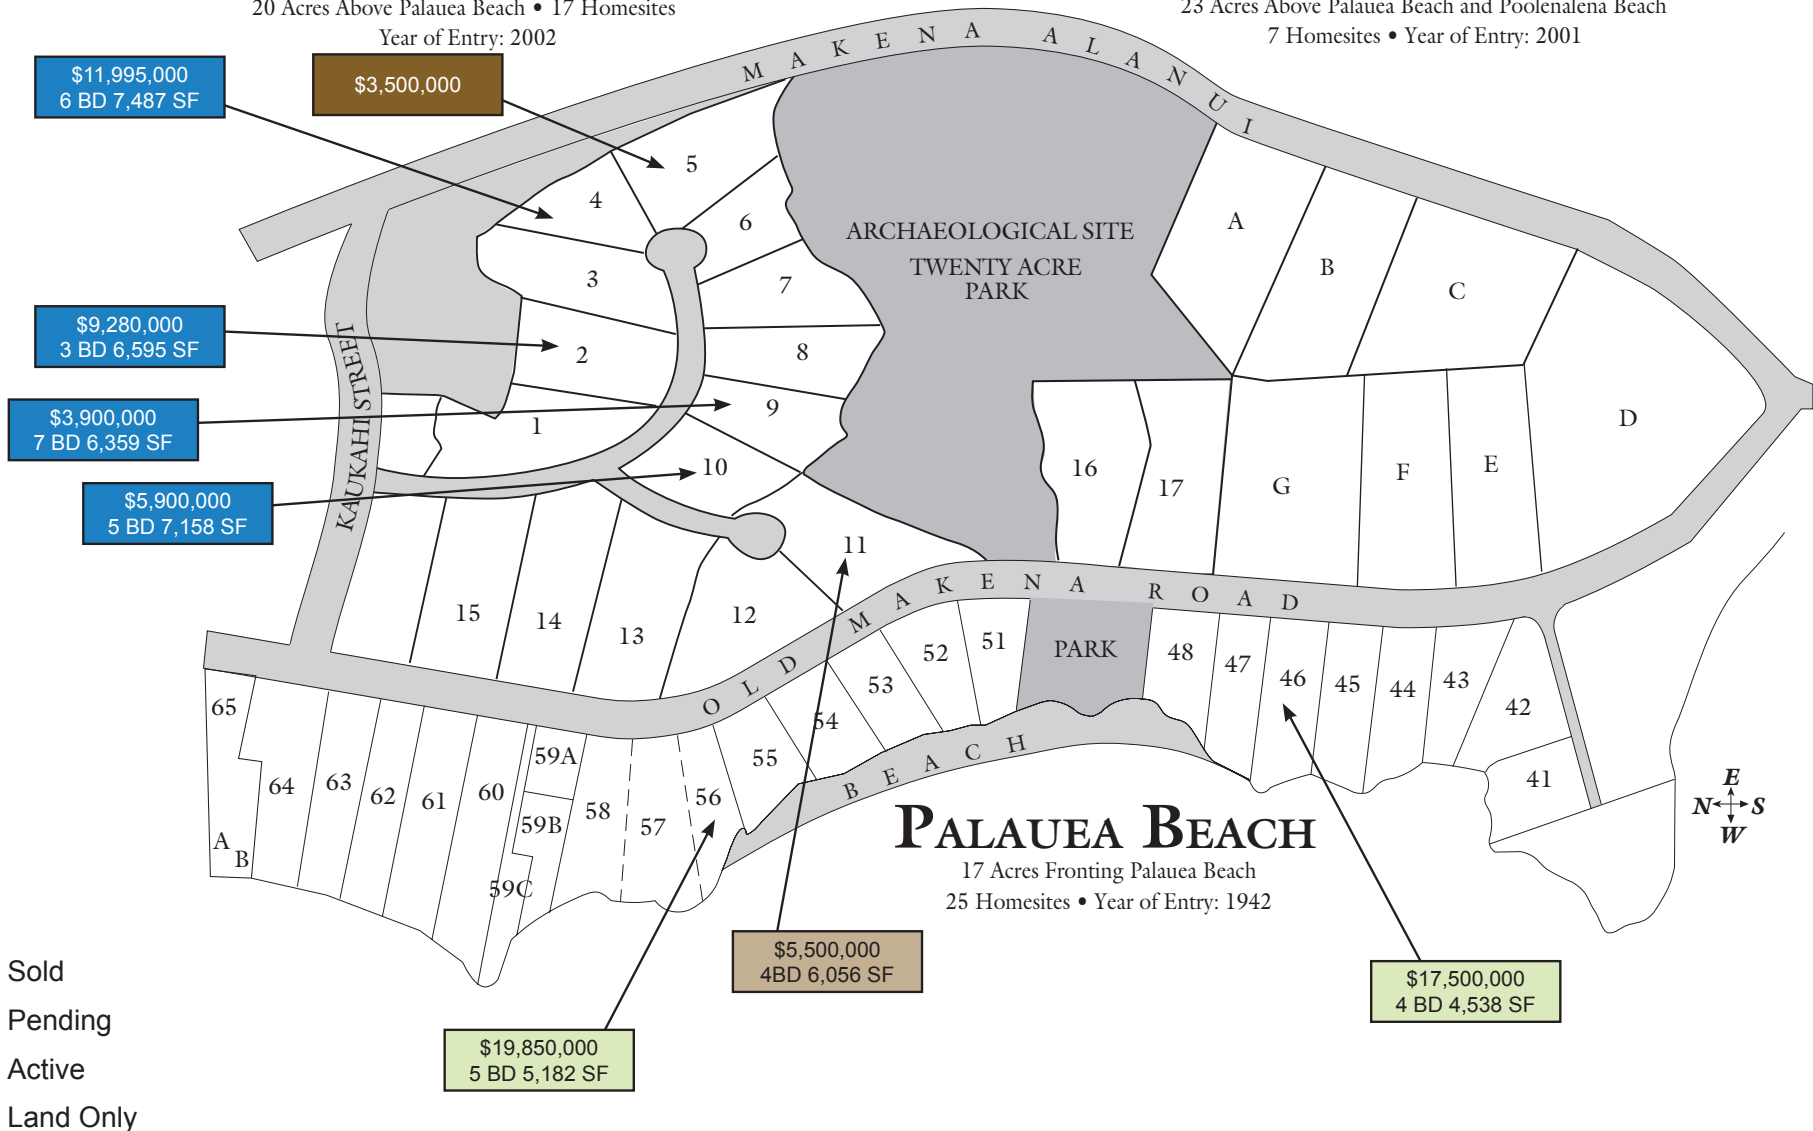 20 Acres Above Palauea Beach • 17 Homesites
Year of Entry: 2002
23 Acres Above Palauea Beach and Poolenalena Beach
7 Homesites • Year of Entry: 2001
MAKENA ALANUI
$11,995,000
6 BD 7,487 SF
$3,500,000
5
4
6
3
7
2
8
9
1
10
11
ARCHAEOLOGICAL SITE
TWENTY ACRE
PARK
A
B
C
D
$9,280,000
3 BD 6,595 SF
$3,900,000
7 BD 6,359 SF
$5,900,000
5 BD 7,158 SF
KAUKAHI STREET
16
17
G
F
E
15
14
13
12
OLD MAKENA ROAD
65
A
B
64
63
62
61
60
59A
59B
59C
58
57
56
55
54
53
52
51
PARK
48
47
46
45
44
43
42
41
BEACH
PALAUEA BEACH
17 Acres Fronting Palauea Beach
25 Homesites • Year of Entry: 1942
E
N S
W
$5,500,000
4BD 6,056 SF
$17,500,000
4 BD 4,538 SF
$19,850,000
5 BD 5,182 SF
Sold
Pending
Active
Land Only